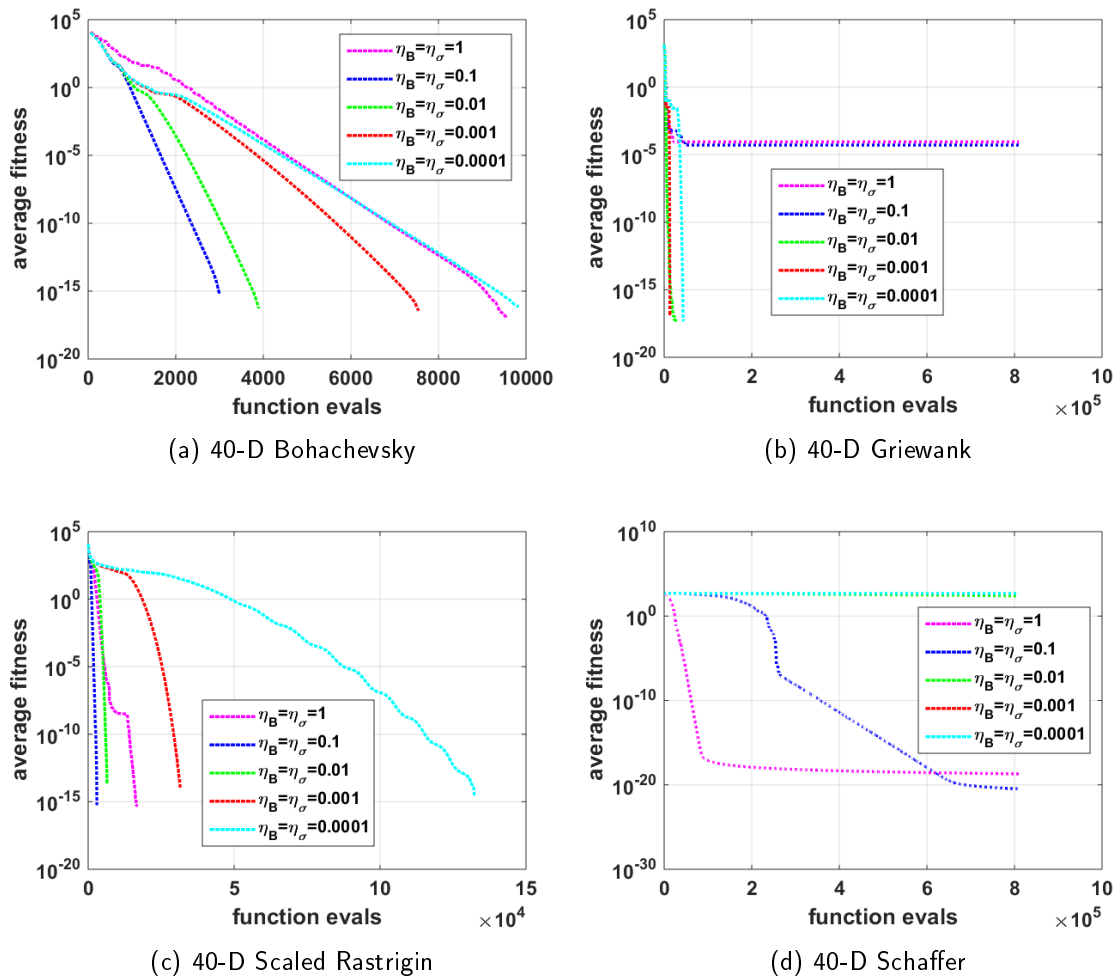 10^5
10^0
10^-5
10^-10
10^-15
10^-20
average fitness
0 2000 4000 6000 8000 10000
function evals
η_B=η_σ=1
η_B=η_σ=0.1
η_B=η_σ=0.01
η_B=η_σ=0.001
η_B=η_σ=0.0001
(a) 40-D Bohachevsky
10^5
10^0
10^-5
10^-10
10^-15
10^-20
average fitness
0 2 4 6 8 10
×10^5
function evals
η_B=η_σ=1
η_B=η_σ=0.1
η_B=η_σ=0.01
η_B=η_σ=0.001
η_B=η_σ=0.0001
(b) 40-D Griewank
10^5
10^0
10^-5
10^-10
10^-15
10^-20
average fitness
0 5 10 15
×10^4
function evals
η_B=η_σ=1
η_B=η_σ=0.1
η_B=η_σ=0.01
η_B=η_σ=0.001
η_B=η_σ=0.0001
(c) 40-D Scaled Rastrigin
10^10
10^0
10^-10
10^-20
10^-30
average fitness
0 2 4 6 8 10
×10^5
function evals
η_B=η_σ=1
η_B=η_σ=0.1
η_B=η_σ=0.01
η_B=η_σ=0.001
η_B=η_σ=0.0001
(d) 40-D Schaffer